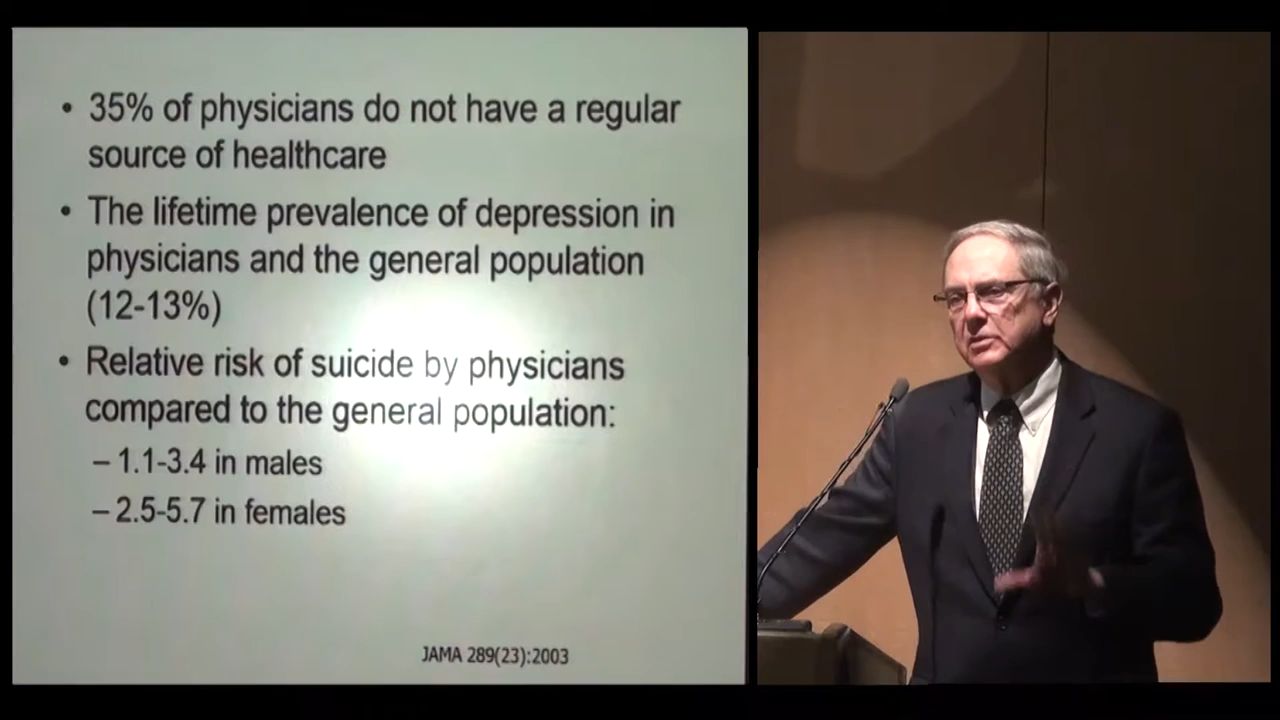 • 35% of physicians do not have a regular
source of healthcare
• The lifetime prevalence of depression in
physicians and the general population
(12-13%)
• Relative risk of suicide by physicians
compared to the general population:
– 1.1-3.4 in males
– 2.5-5.7 in females
JAMA 289(23):2003